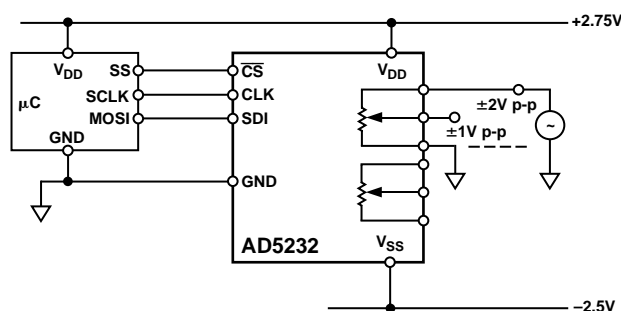 +2.75V
VDD
SS
CS
VDD
µC
SCLK
CLK
±2V p-p
MOSI
SDI
~
±1V p-p
GND
GND
AD5232
VSS
–2.5V